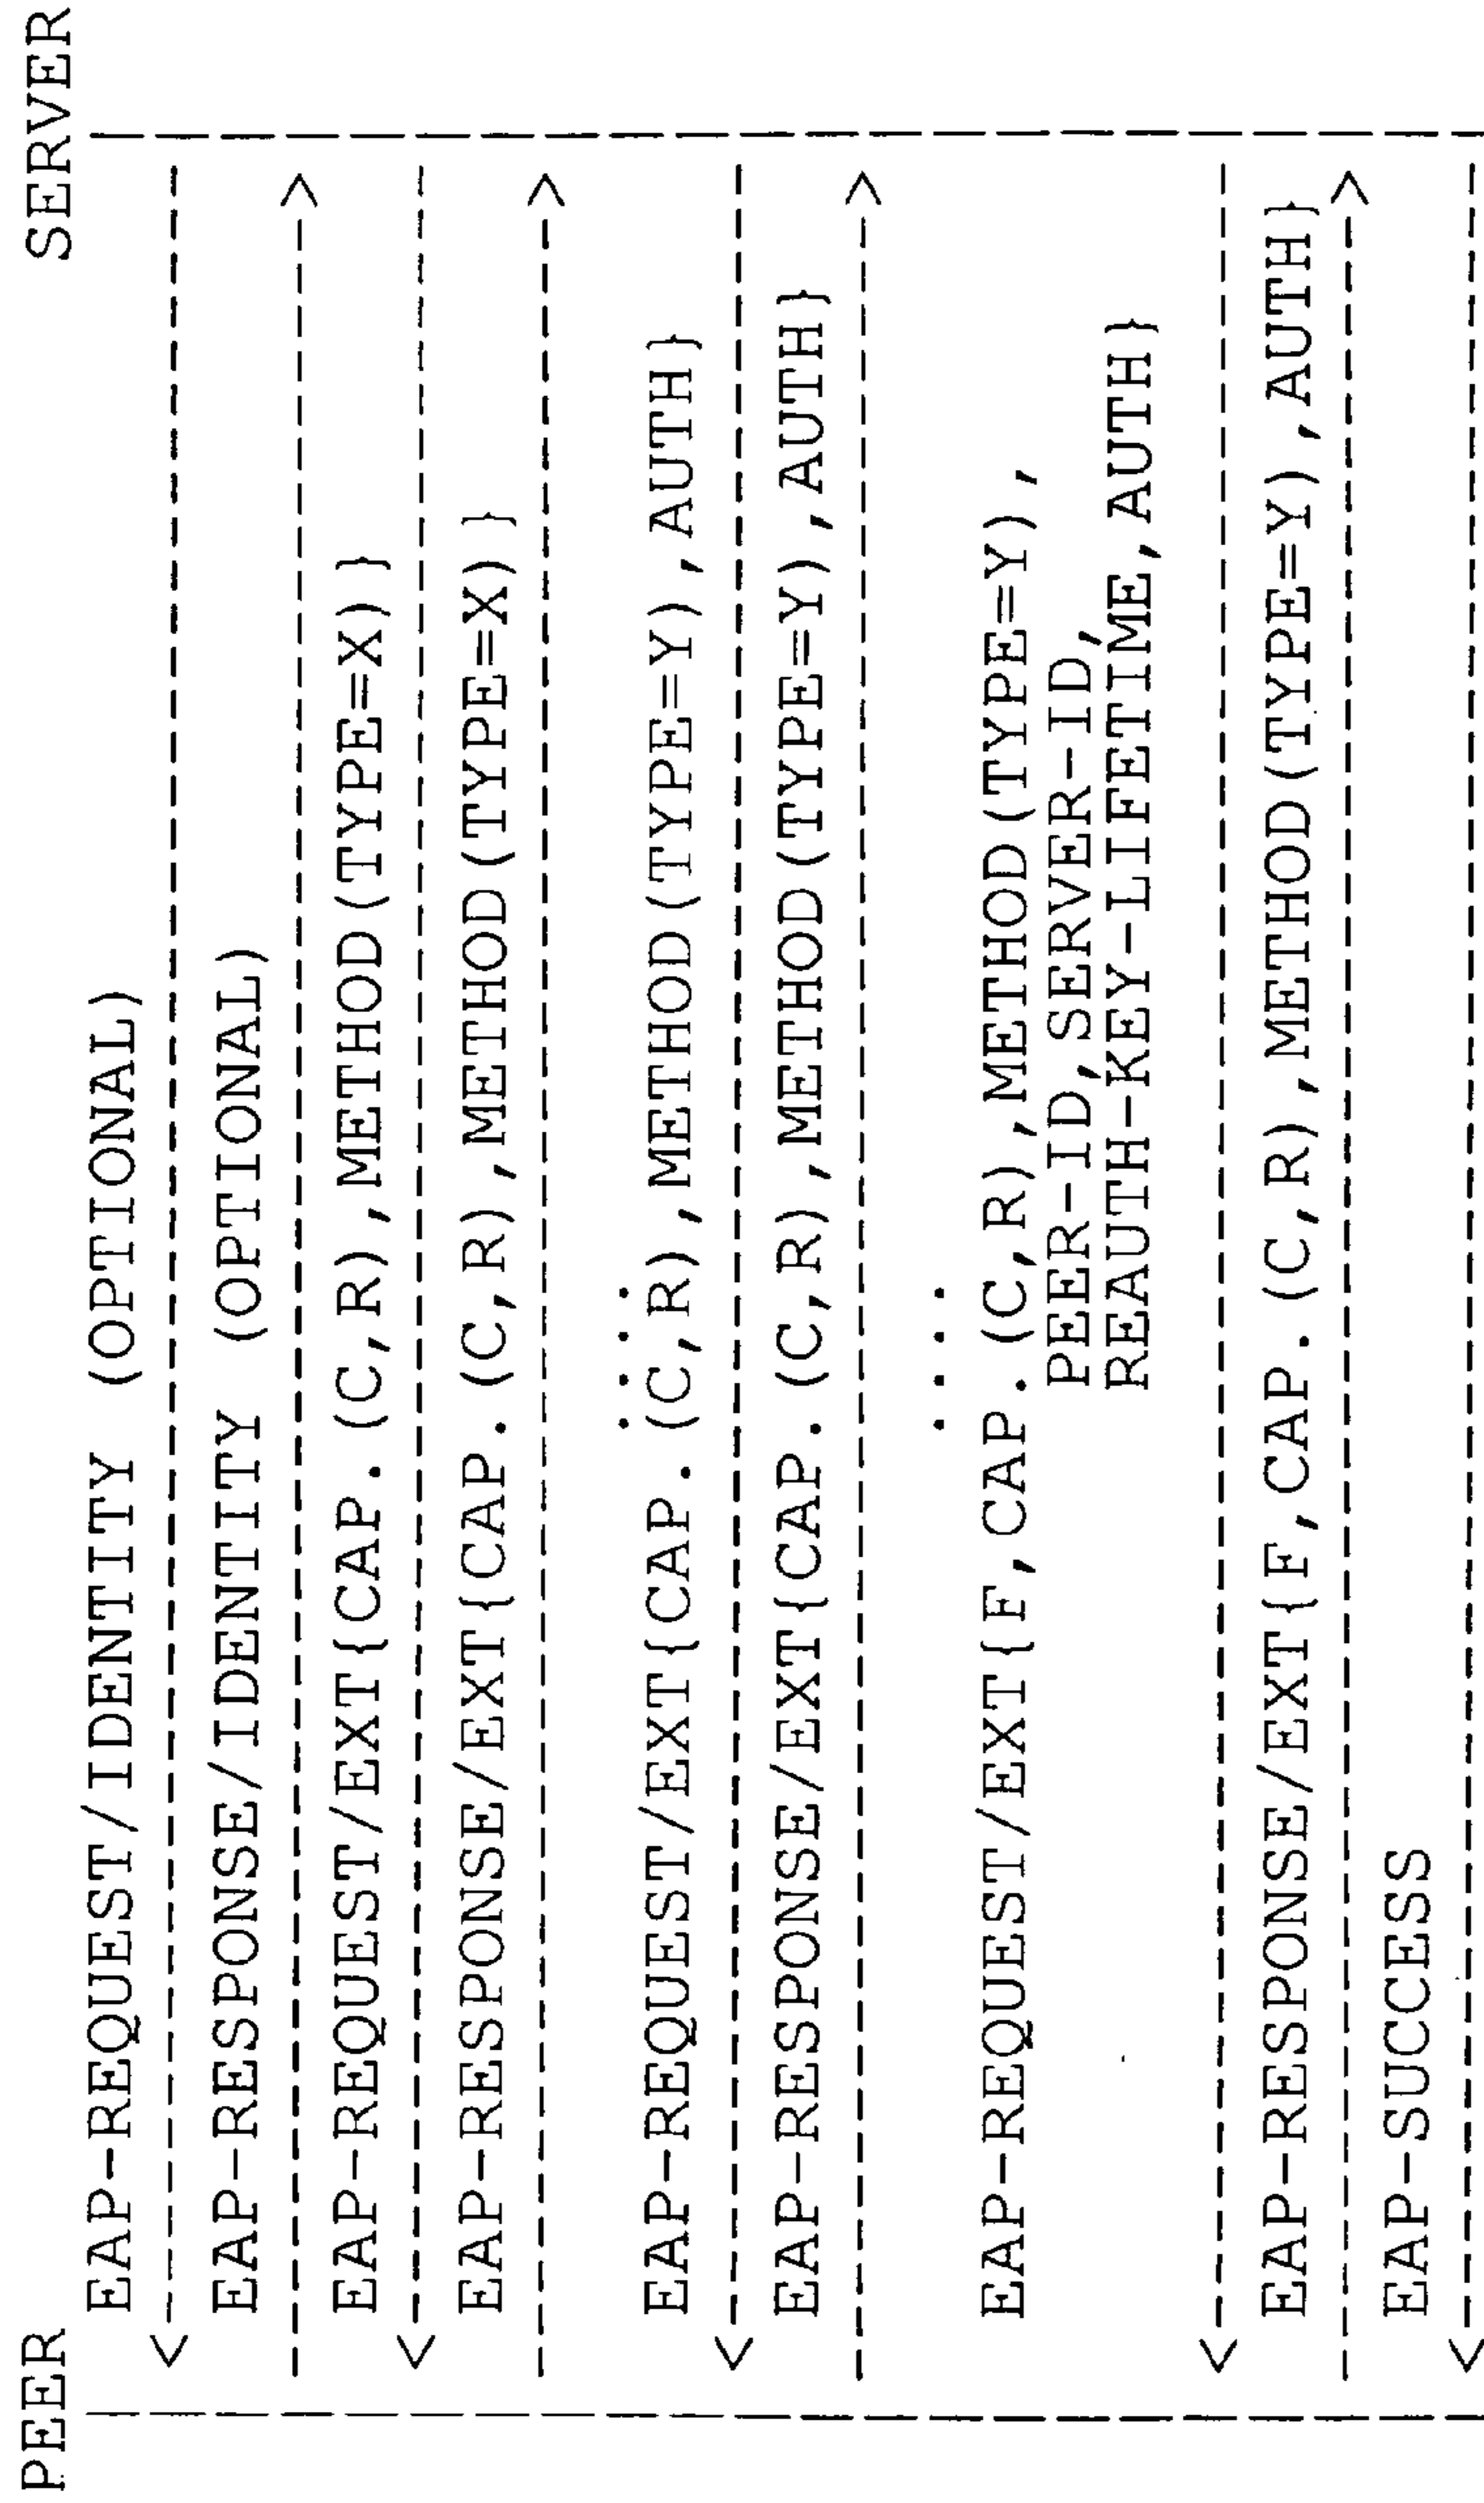 PEER SERVER
EAP-REQUEST/IDENTITY (OPTIONAL)
EAP-RESPONSE/IDENTITY (OPTIONAL)
EAP-REQUEST/EXT{CAP.(C,R),METHOD(TYPE=X)}
EAP-RESPONSE/EXT{CAP.(C,R),METHOD(TYPE=X)}
...
EAP-REQUEST/EXT{CAP.(C,R),METHOD(TYPE=Y),AUTH}
EAP-RESPONSE/EXT{CAP.(C,R),METHOD(TYPE=Y),AUTH}
...
EAP-REQUEST/EXT{F,CAP.(C,R),METHOD(TYPE=Y),
PEER-ID,SERVER-ID,
REAUTH-KEY-LIFETIME,AUTH}
EAP-RESPONSE/EXT{F,CAP.(C,R),METHOD(TYPE=Y),AUTH}
EAP-SUCCESS